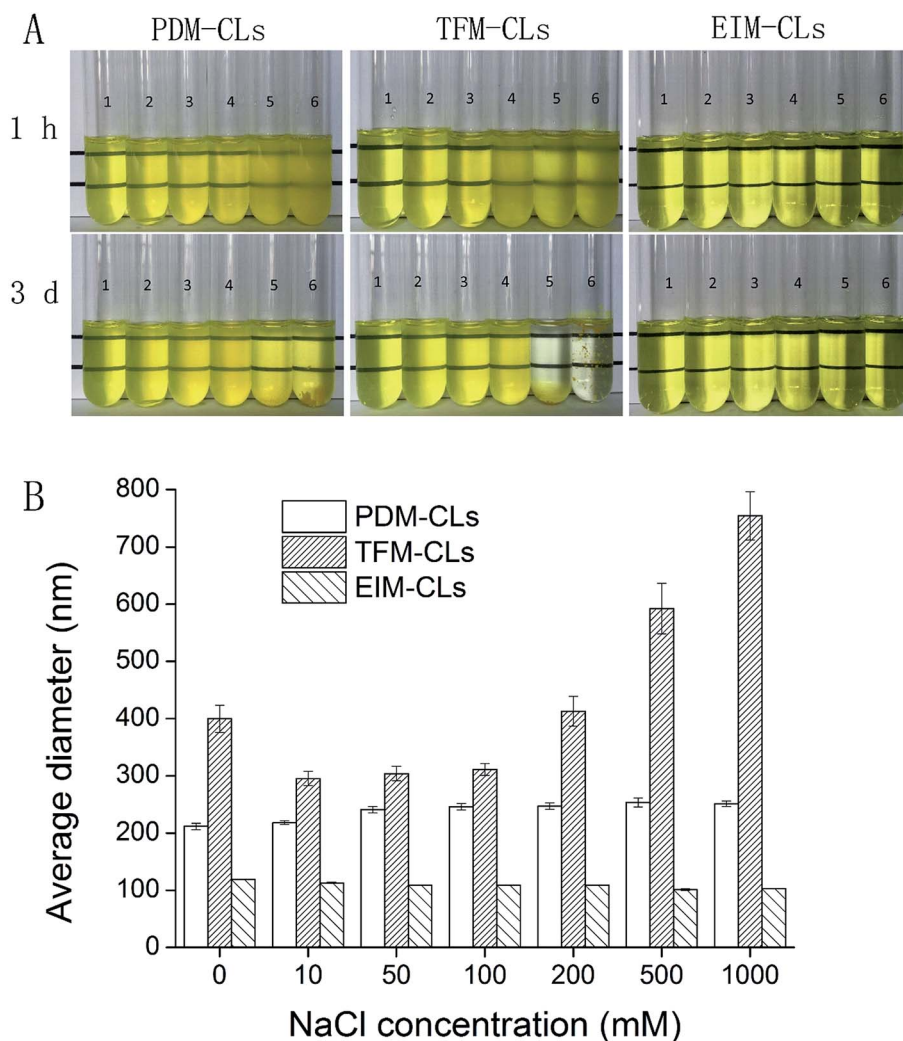 A
PDM-CLs TFM-CLs EIM-CLs
1 h
1 2 3 4 5 6 1 2 3 4 5 6 1 2 3 4 5 6
3 d
1 2 3 4 5 6 1 2 3 4 5 6 1 2 3 4 5 6
B
Average diameter (nm)
800
700
600
500
400
300
200
100
0
PDM-CLs
TFM-CLs
EIM-CLs
0 10 50 100 200 500 1000
NaCl concentration (mM)